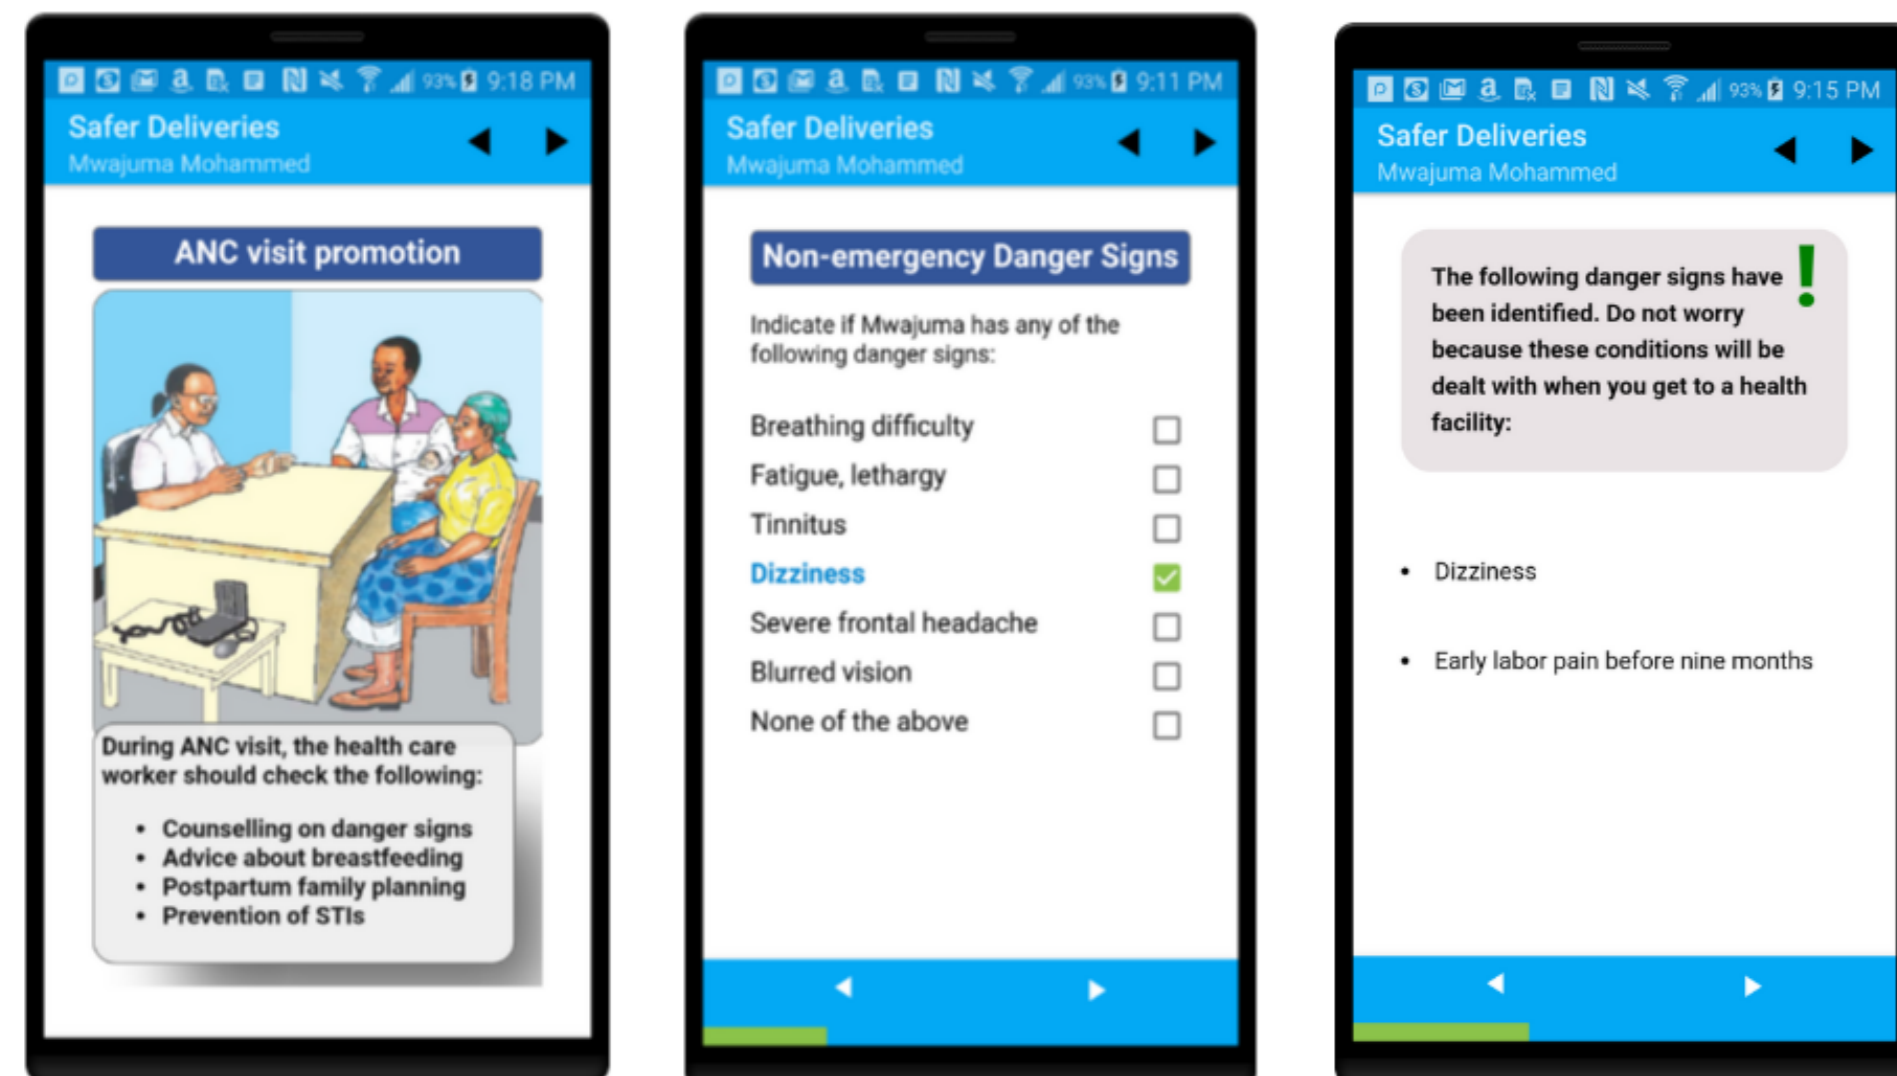 93% 9:18 PM
Safer Deliveries
Mwajuma Mohammed
ANC visit promotion
During ANC visit, the health care
worker should check the following:
• Counselling on danger signs
• Advice about breastfeeding
• Postpartum family planning
• Prevention of STIs
93% 9:11 PM
Safer Deliveries
Mwajuma Mohammed
Non-emergency Danger Signs
Indicate if Mwajuma has any of the
following danger signs:
Breathing difficulty
Fatigue, lethargy
Tinnitus
Dizziness
Severe frontal headache
Blurred vision
None of the above
93% 9:15 PM
Safer Deliveries
Mwajuma Mohammed
The following danger signs have
been identified. Do not worry
because these conditions will be
dealt with when you get to a health
facility:
!
• Dizziness
• Early labor pain before nine months